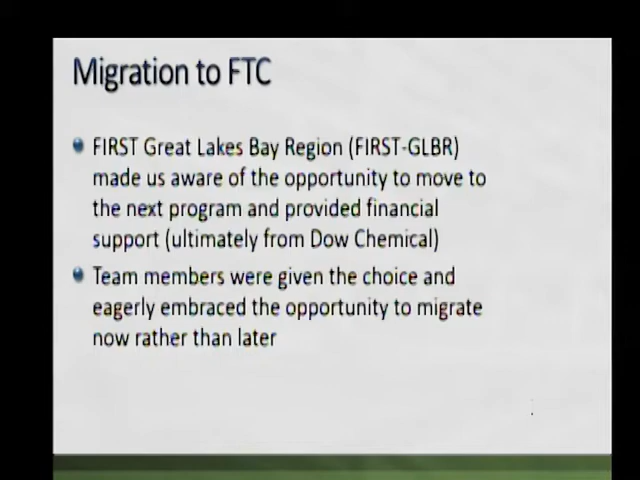 Migration to FTC
FIRST Great Lakes Bay Region (FIRST-GLBR)
made us aware of the opportunity to move to
the next program and provided financial
support (ultimately from Dow Chemical)
Team members were given the choice and
eagerly embraced the opportunity to migrate
now rather than later